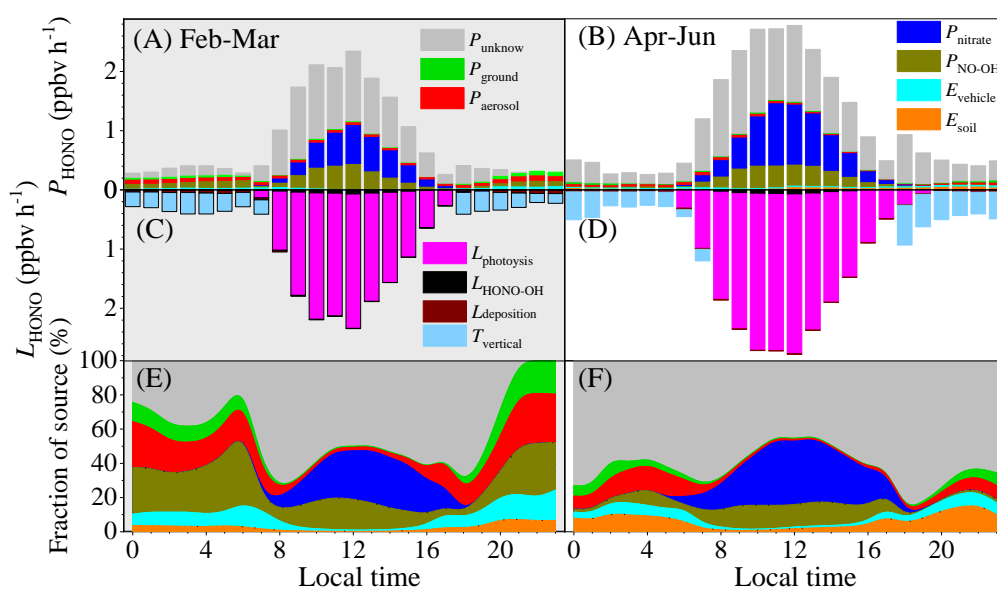 (A) Feb-Mar
P_unknow
P_ground
P_aerosol
(B) Apr-Jun
P_nitrate
P_NO-OH
E_vehicle
E_soil
P_HONO (ppbv h⁻¹)
2
1
0
(C)
L_photoysis
L_HONO-OH
L_deposition
T_vertical
(D)
L_HONO (ppbv h⁻¹)
1
2
(E)
(F)
Fraction of source (%)
100
80
60
40
20
0
0 4 8 12 16 20
0 4 8 12 16 20
Local time
Local time